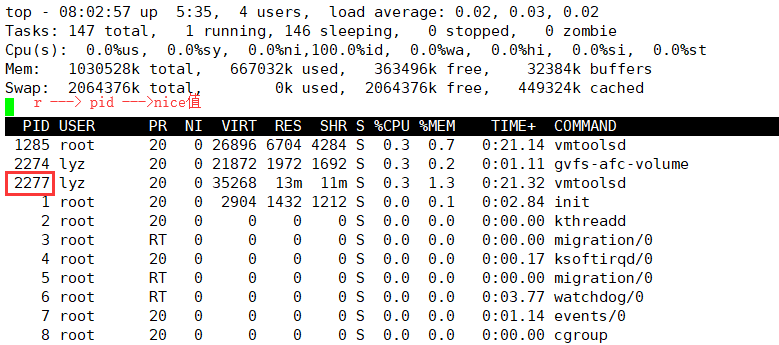 top - 08:02:57 up  5:35,  4 users,  load average: 0.02, 0.03, 0.02
Tasks: 147 total,   1 running, 146 sleeping,   0 stopped,   0 zombie
Cpu(s):  0.0%us,  0.0%sy,  0.0%ni,100.0%id,  0.0%wa,  0.0%hi,  0.0%si,  0.0%st
Mem:   1030528k total,   667032k used,   363496k free,    32384k buffers
Swap:  2064376k total,        0k used,  2064376k free,   449324k cached
r ---> pid --->nice值
  PID USER      PR  NI  VIRT  RES  SHR S %CPU %MEM    TIME+  COMMAND
 1285 root      20   0 26896 6704 4284 S  0.3  0.7   0:21.14 vmtoolsd
 2274 lyz       20   0 21872 1972 1692 S  0.3  0.2   0:01.11 gvfs-afc-volume
 2277 lyz       20   0 35268  13m  11m S  0.3  1.3   0:21.32 vmtoolsd
    1 root      20   0  2904 1432 1212 S  0.0  0.1   0:02.84 init
    2 root      20   0     0    0    0 S  0.0  0.0   0:00.00 kthreadd
    3 root      RT   0     0    0    0 S  0.0  0.0   0:00.00 migration/0
    4 root      20   0     0    0    0 S  0.0  0.0   0:00.17 ksoftirqd/0
    5 root      RT   0     0    0    0 S  0.0  0.0   0:00.00 migration/0
    6 root      RT   0     0    0    0 S  0.0  0.0   0:03.77 watchdog/0
    7 root      20   0     0    0    0 S  0.0  0.0   0:01.14 events/0
    8 root      20   0     0    0    0 S  0.0  0.0   0:00.00 cgroup